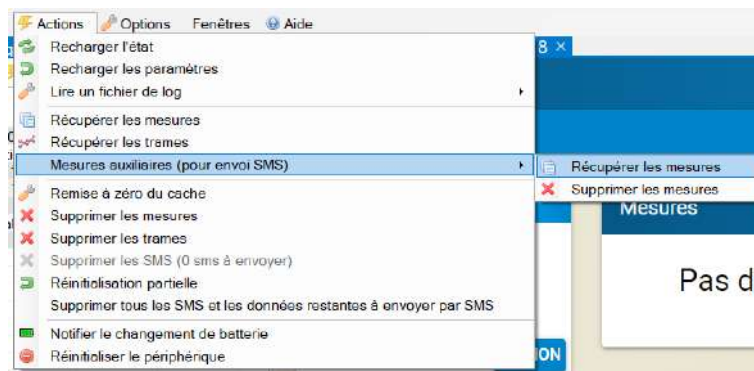 Actions Options Fenêtres Aide
8 ×
Recharger l'état
Recharger les paramètres
Lire un fichier de log
Récupérer les mesures
Récupérer les trames
Mesures auxiliaires (pour envoi SMS)
Récupérer les mesures
Supprimer les mesures
Remise à zéro du cache
Supprimer les mesures
Mesures
Supprimer les trames
Supprimer les SMS (0 sms à envoyer)
Réinitialisation partielle
Pas d
Supprimer tous les SMS et les données restantes à envoyer par SMS
Notifier le changement de batterie
Réinitialiser le périphérique
ON